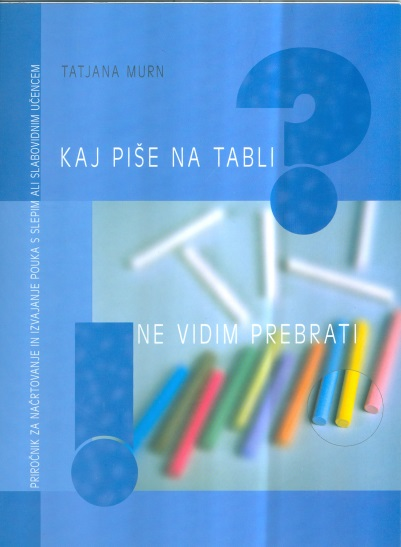 TATJANA MURN
KAJ PIŠE NA TABLI
?
!
NE VIDIM PREBRATI
PRIROČNIK ZA NAČRTOVANJE IN IZVAJANJE POUKA S SLEPIM ALI SLABOVIDNIM UČENCEM